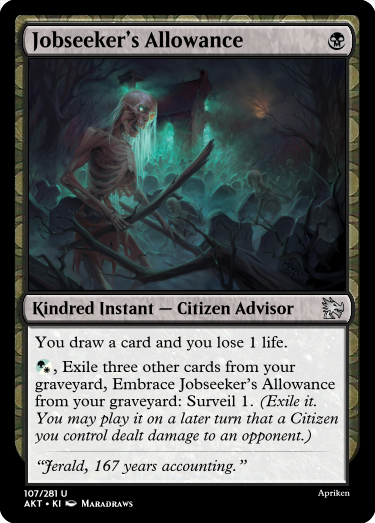 Jobseeker's Allowance
Kindred Instant — Citizen Advisor
You draw a card and you lose 1 life.
, Exile three other cards from your
graveyard, Embrace Jobseeker's Allowance
from your graveyard: Surveil 1. (Exile it.
You may play it on a later turn that a Citizen
you control dealt damage to an opponent.)
"Jerald, 167 years accounting."
107/281 U
Apriken
AKT • KI Maradraws